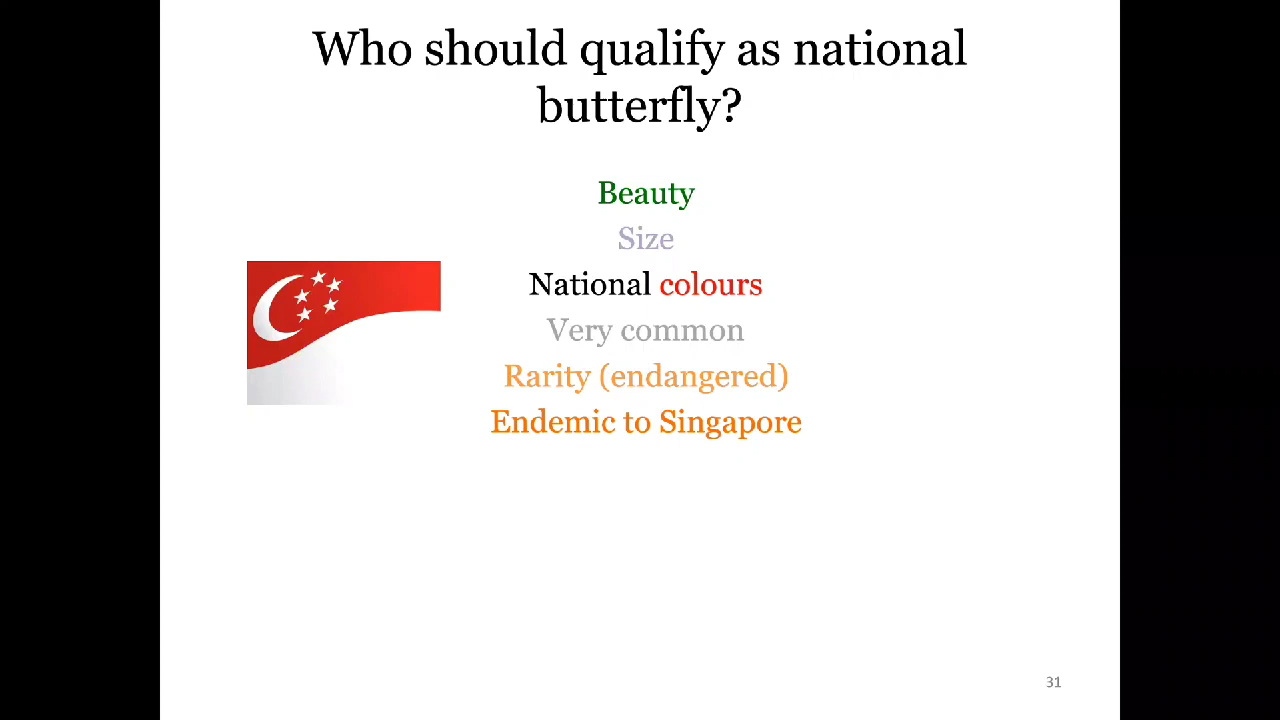 Who should qualify as national
butterfly?
Beauty
Size
National colours
Very common
Rarity (endangered)
Endemic to Singapore
31